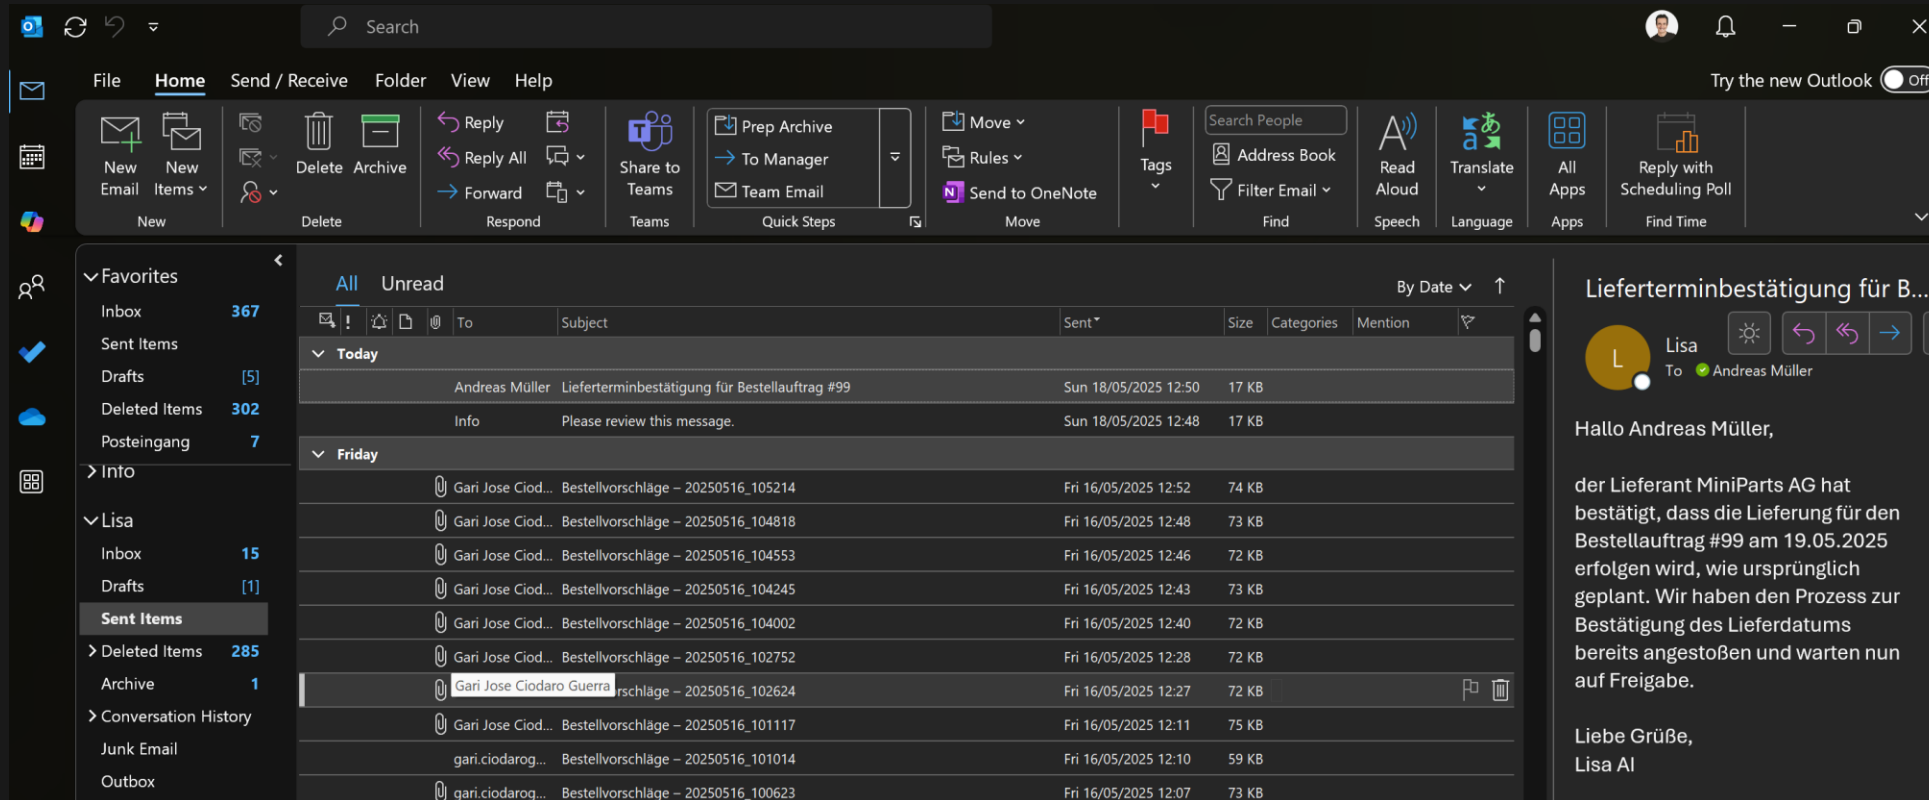 Search
File Home Send / Receive Folder View Help
Try the new Outlook Off
New Email
New Items
New
Delete
Archive
Delete
Reply
Reply All
Forward
Respond
Share to Teams
Teams
Prep Archive
To Manager
Team Email
Quick Steps
Move
Rules
Send to OneNote
Move
Tags
Search People
Address Book
Filter Email
Find
Read Aloud
Speech
Translate
Language
All Apps
Apps
Reply with Scheduling Poll
Find Time
Favorites
Inbox 367
Sent Items
Drafts [5]
Deleted Items 302
Posteingang 7
Info
Lisa
Inbox 15
Drafts [1]
Sent Items
Deleted Items 285
Archive 1
Conversation History
Junk Email
Outbox
All Unread
By Date
! To Subject Sent Size Categories Mention
Today
Andreas Müller Lieferterminbestätigung für Bestellauftrag #99 Sun 18/05/2025 12:50 17 KB
Info Please review this message. Sun 18/05/2025 12:48 17 KB
Friday
Gari Jose Ciod... Bestellvorschläge – 20250516_105214 Fri 16/05/2025 12:52 74 KB
Gari Jose Ciod... Bestellvorschläge – 20250516_104818 Fri 16/05/2025 12:48 73 KB
Gari Jose Ciod... Bestellvorschläge – 20250516_104553 Fri 16/05/2025 12:46 72 KB
Gari Jose Ciod... Bestellvorschläge – 20250516_104245 Fri 16/05/2025 12:43 73 KB
Gari Jose Ciod... Bestellvorschläge – 20250516_104002 Fri 16/05/2025 12:40 72 KB
Gari Jose Ciod... Bestellvorschläge – 20250516_102752 Fri 16/05/2025 12:28 72 KB
Gari Jose Ciodaro Guerra rschläge – 20250516_102624 Fri 16/05/2025 12:27 72 KB
Gari Jose Ciod... Bestellvorschläge – 20250516_101117 Fri 16/05/2025 12:11 75 KB
gari.ciodarog... Bestellvorschläge – 20250516_101014 Fri 16/05/2025 12:10 59 KB
gari.ciodarog... Bestellvorschläge – 20250516_100623 Fri 16/05/2025 12:07 73 KB
Lieferterminbestätigung für B...
L
Lisa
To Andreas Müller
Hallo Andreas Müller,
der Lieferant MiniParts AG hat
bestätigt, dass die Lieferung für den
Bestellauftrag #99 am 19.05.2025
erfolgen wird, wie ursprünglich
geplant. Wir haben den Prozess zur
Bestätigung des Lieferdatums
bereits angestoßen und warten nun
auf Freigabe.
Liebe Grüße,
Lisa AI